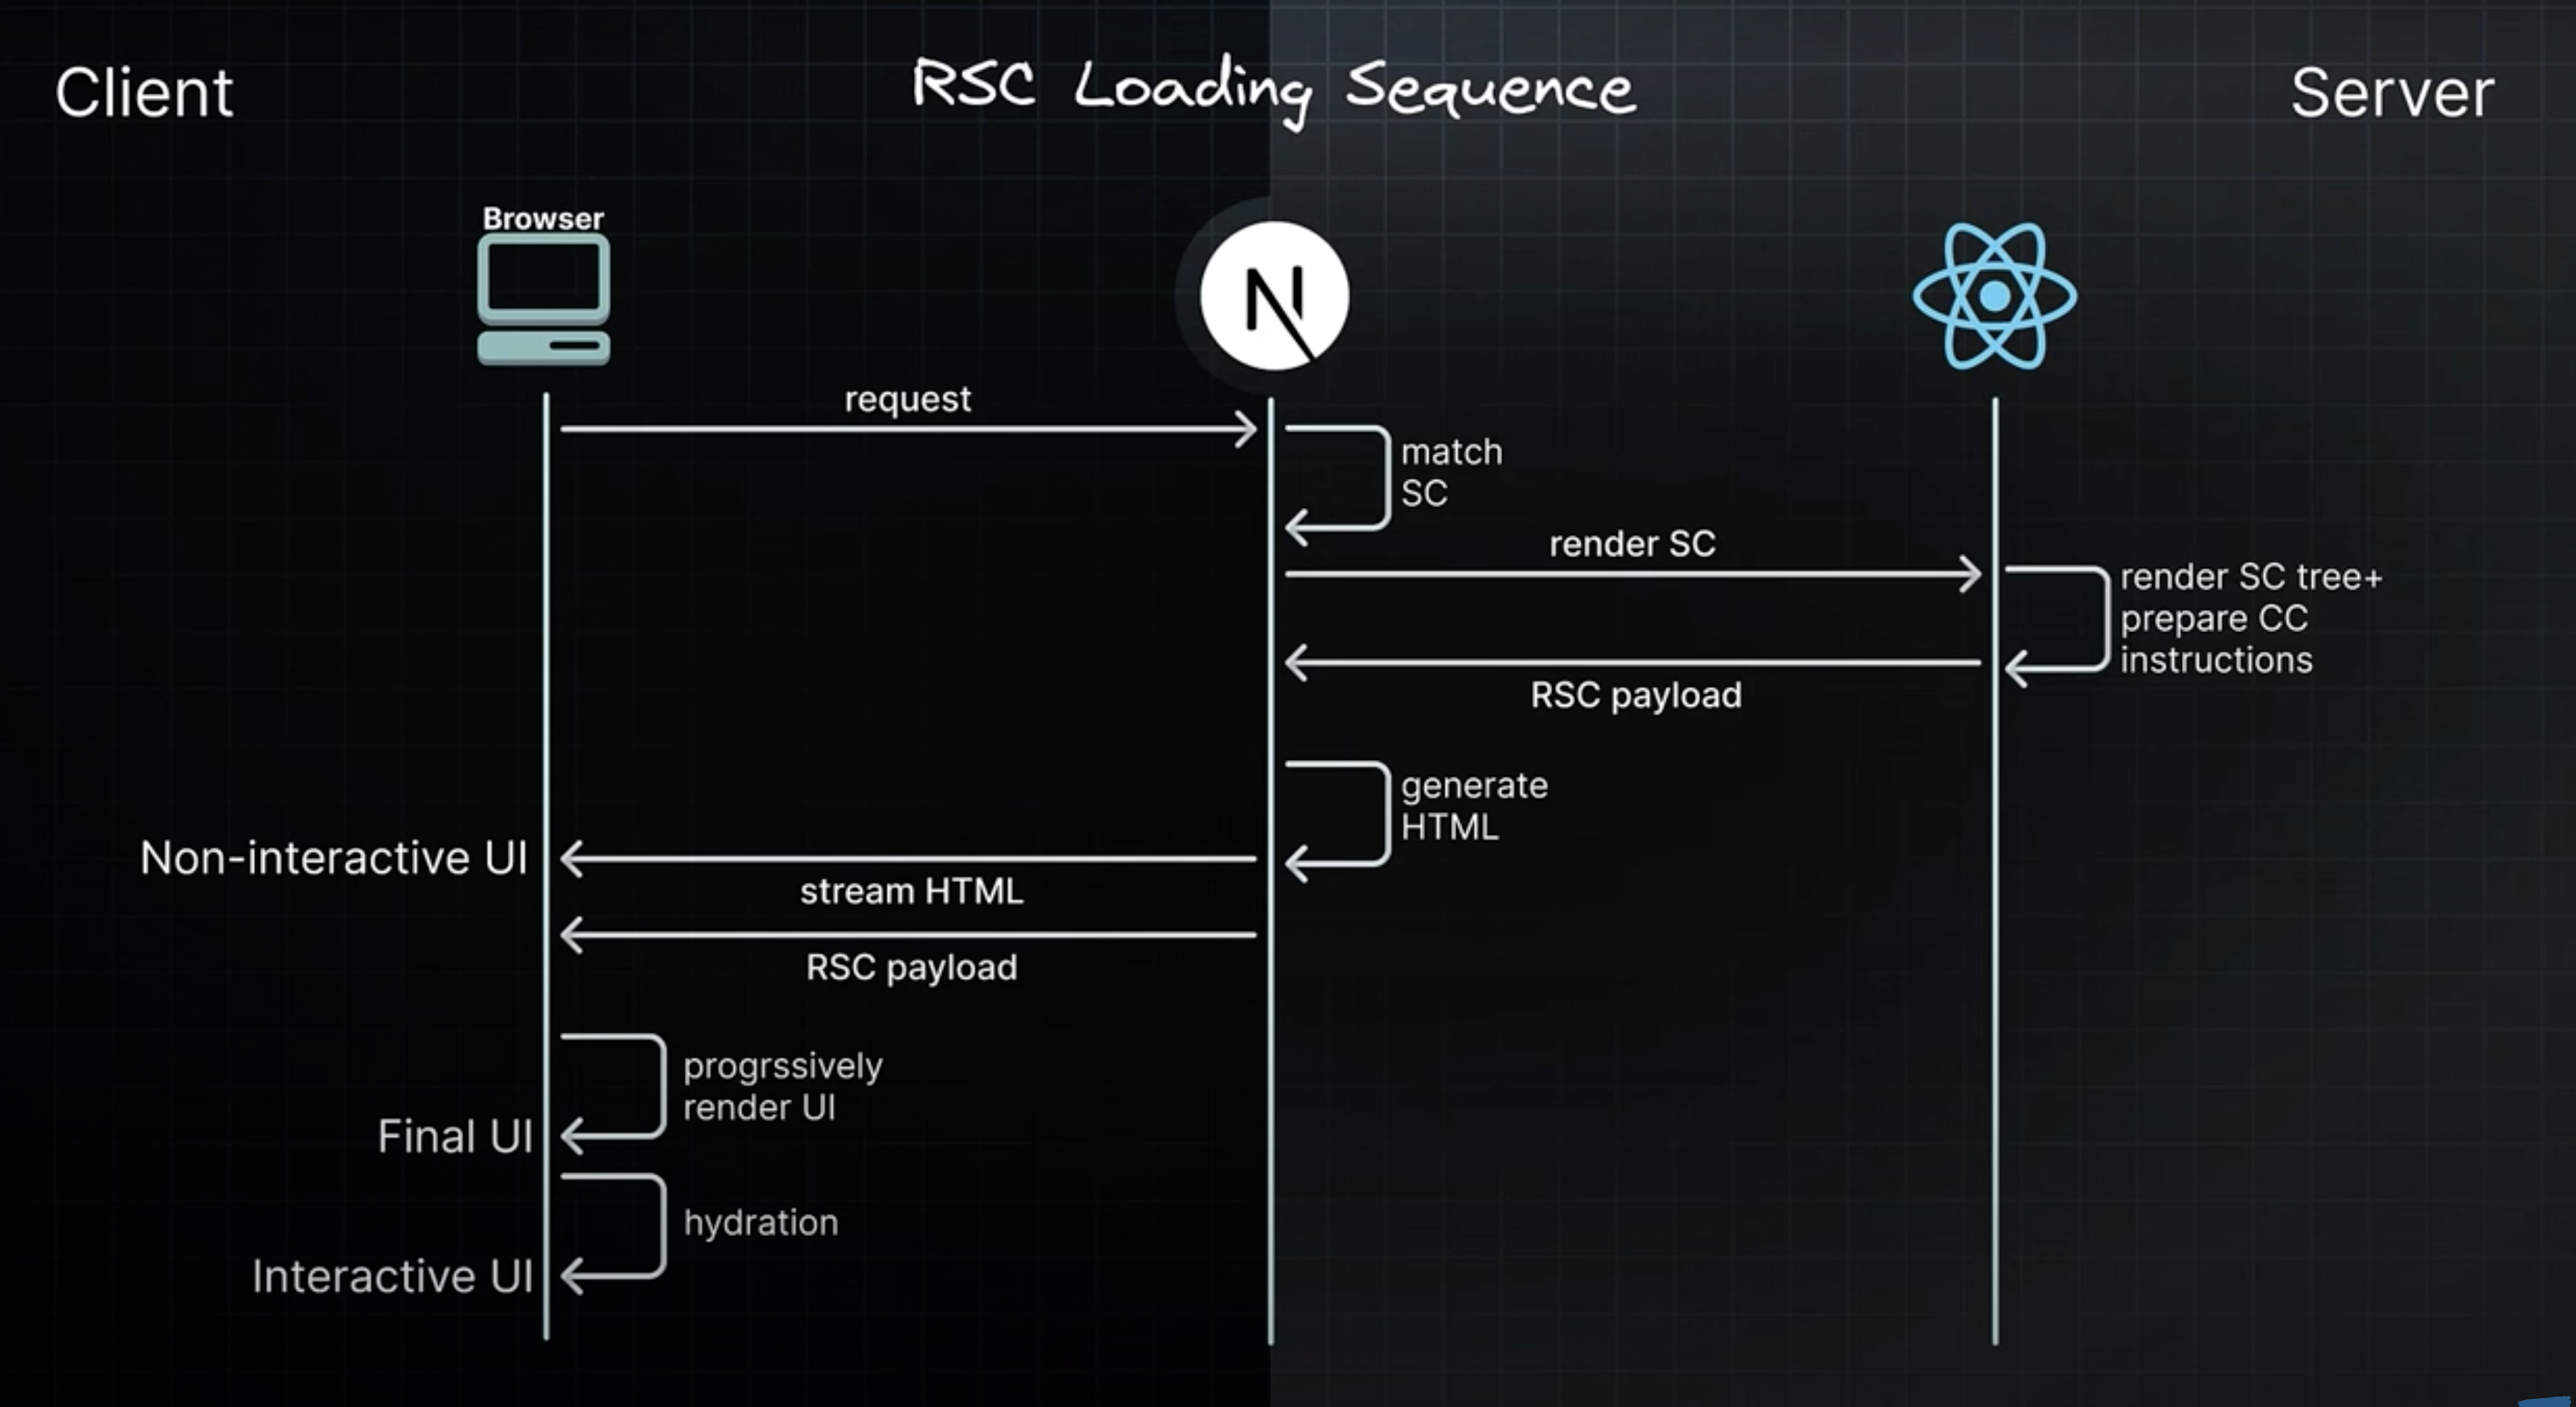 Client
RSC Loading Sequence
Server
Browser
request
match
SC
render SC
render SC tree+
prepare CC
instructions
RSC payload
generate
HTML
Non-interactive UI
stream HTML
RSC payload
progrssively
render UI
Final UI
hydration
Interactive UI